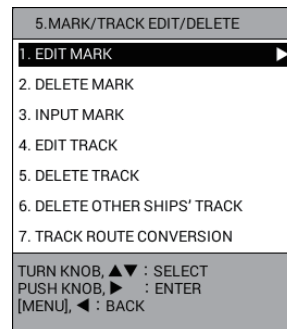 5.MARK/TRACK EDIT/DELETE
1. EDIT MARK ▶
2. DELETE MARK
3. INPUT MARK
4. EDIT TRACK
5. DELETE TRACK
6. DELETE OTHER SHIPS' TRACK
7. TRACK ROUTE CONVERSION
TURN KNOB, ▲▼ : SELECT
PUSH KNOB, ▶ : ENTER
[MENU], ◀ : BACK